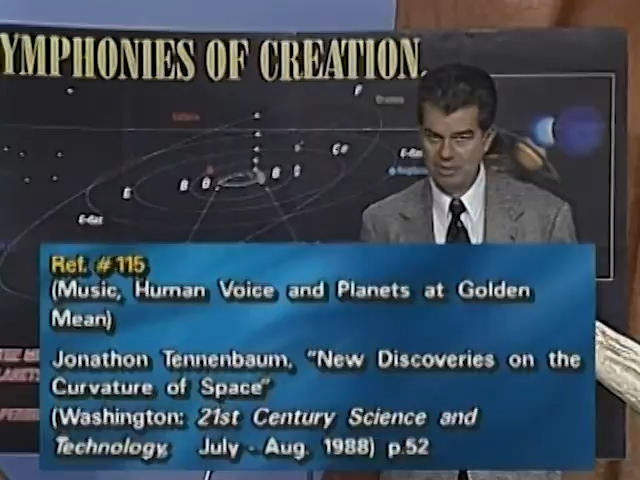 YMPHONIES OF CREATION
Ref. #115
(Music, Human Voice and Planets at Golden
Mean)
Jonathon Tennenbaum, "New Discoveries on the
Curvature of Space"
(Washington: 21st Century Science and
Technology, July - Aug. 1988) p.52